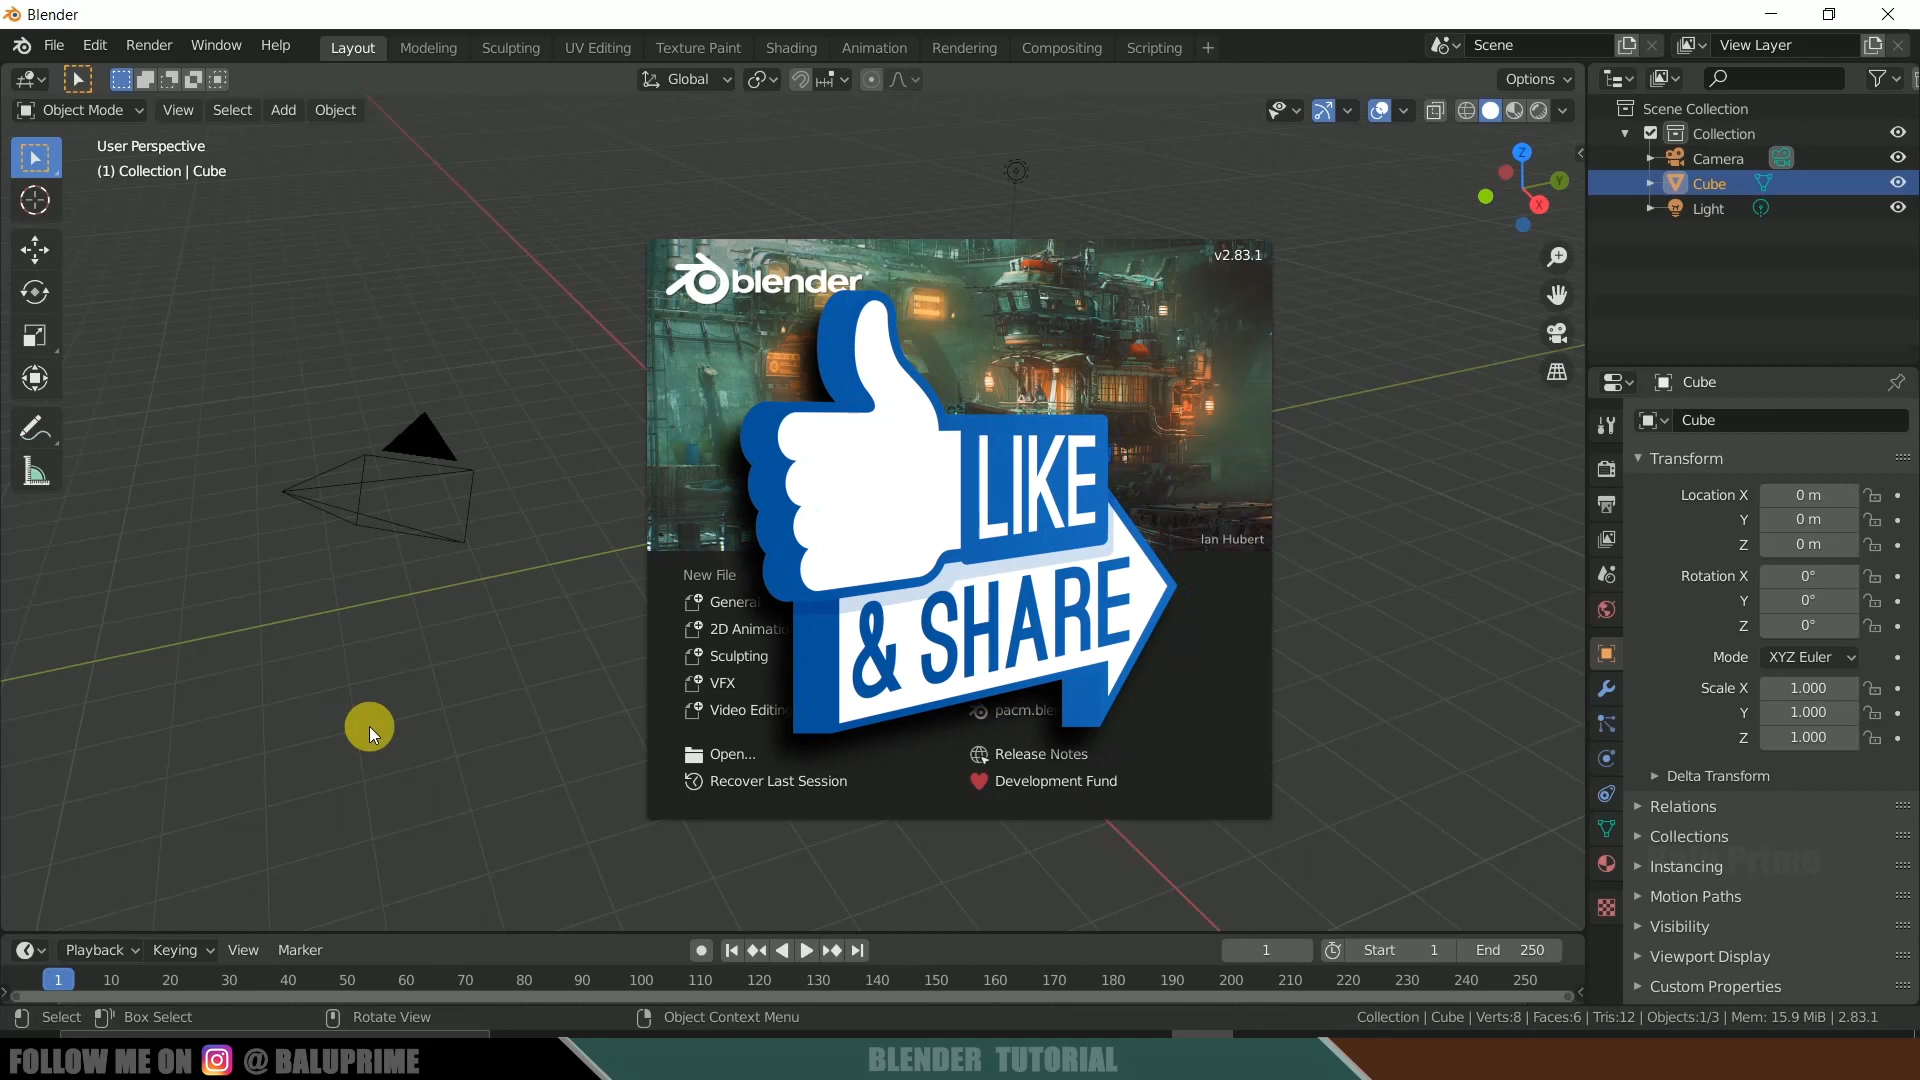 Blender
File Edit Render Window Help Layout Modeling Sculpting UV Editing Texture Paint Shading Animation Rendering Compositing Scripting + Scene View Layer
Global Options
Object Mode View Select Add Object
User Perspective
(1) Collection | Cube
Z
Y
X
Scene Collection
Collection
Camera
Cube
Light
blender
v2.83.1
Ian Hubert
LIKE
& SHARE
New File
General
2D Animatio
Sculpting
VFX
Video Editing
pacm.ble
Open...
Release Notes
Recover Last Session
Development Fund
Cube
Cube
Transform
Location X 0 m
Y 0 m
Z 0 m
Rotation X 0°
Y 0°
Z 0°
Mode XYZ Euler
Scale X 1.000
Y 1.000
Z 1.000
Delta Transform
Relations
Collections
Instancing
Motion Paths
Visibility
Viewport Display
Custom Properties
Playback Keying View Marker 1 Start 1 End 250
1 10 20 30 40 50 60 70 80 90 100 110 120 130 140 150 160 170 180 190 200 210 220 230 240 250
Select Box Select Rotate View Object Context Menu Collection | Cube | Verts:8 | Faces:6 | Tris:12 | Objects:1/3 | Mem: 15.9 MiB | 2.83.1
FOLLOW ME ON @ BALUPRIME
BLENDER TUTORIAL